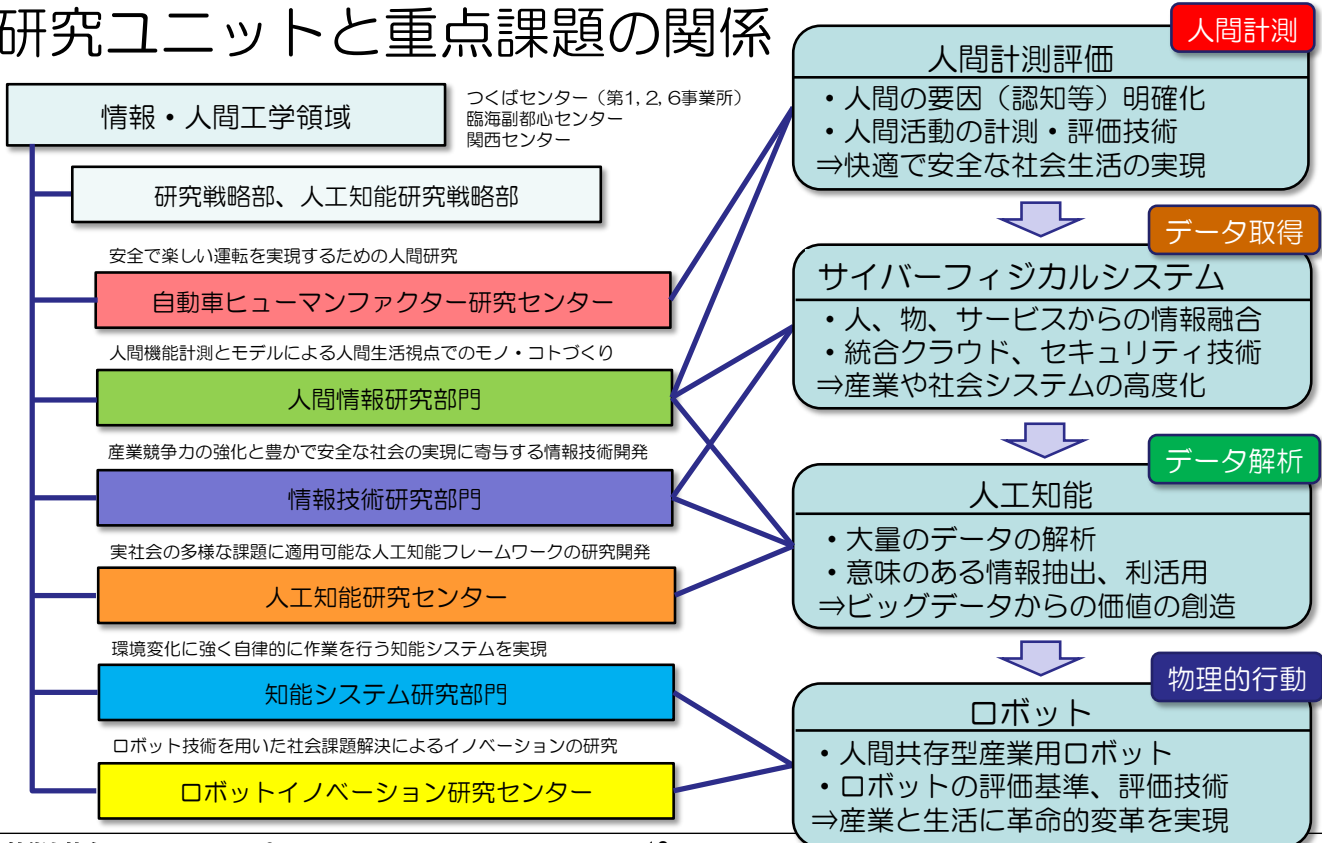 研究ユニットと重点課題の関係
情報・人間工学領域
つくばセンター（第1, 2, 6事業所）
臨海副都心センター
関西センター
研究戦略部、人工知能研究戦略部
安全で楽しい運転を実現するための人間研究
自動車ヒューマンファクター研究センター
人間機能計測とモデルによる人間生活視点でのモノ・コトづくり
人間情報研究部門
産業競争力の強化と豊かで安全な社会の実現に寄与する情報技術開発
情報技術研究部門
実社会の多様な課題に適用可能な人工知能フレームワークの研究開発
人工知能研究センター
環境変化に強く自律的に作業を行う知能システムを実現
知能システム研究部門
ロボット技術を用いた社会課題解決によるイノベーションの研究
ロボットイノベーション研究センター
人間計測
人間計測評価
・人間の要因（認知等）明確化
・人間活動の計測・評価技術
⇒快適で安全な社会生活の実現
データ取得
サイバーフィジカルシステム
・人、物、サービスからの情報融合
・統合クラウド、セキュリティ技術
⇒産業や社会システムの高度化
データ解析
人工知能
・大量のデータの解析
・意味のある情報抽出、利活用
⇒ビッグデータからの価値の創造
物理的行動
ロボット
・人間共存型産業用ロボット
・ロボットの評価基準、評価技術
⇒産業と生活に革命的変革を実現